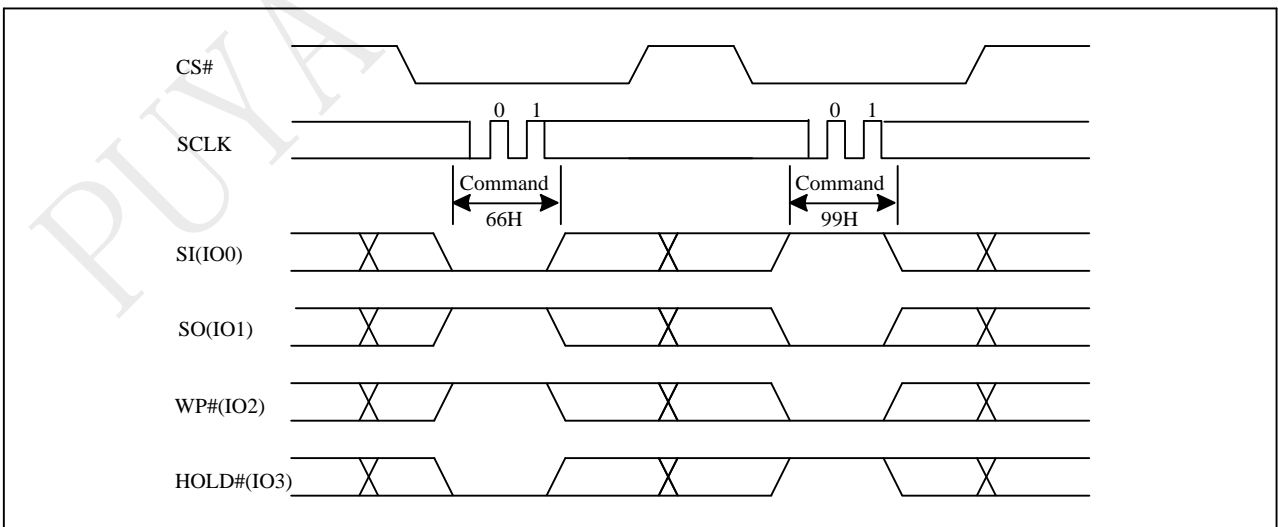 PUYA
CS#
0 1 0 1
SCLK
Command Command
66H 99H
SI(IO0)
SO(IO1)
WP#(IO2)
HOLD#(IO3)